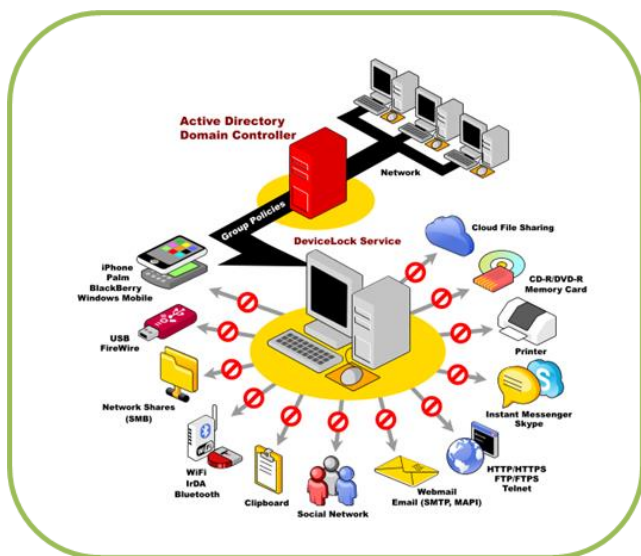 Active Directory
Domain Controller
Network
Group Policies
DeviceLock Service
Cloud File Sharing
iPhone
Palm
BlackBerry
Windows Mobile
CD-R/DVD-R
Memory Card
USB
FireWire
Printer
Network Shares
(SMB)
Instant Messenger
Skype
WiFi
IrDA
Bluetooth
Clipboard
Social Network
Webmail
Email (SMTP, MAPI)
HTTP/HTTPS
FTP/FTPS
Telnet
S